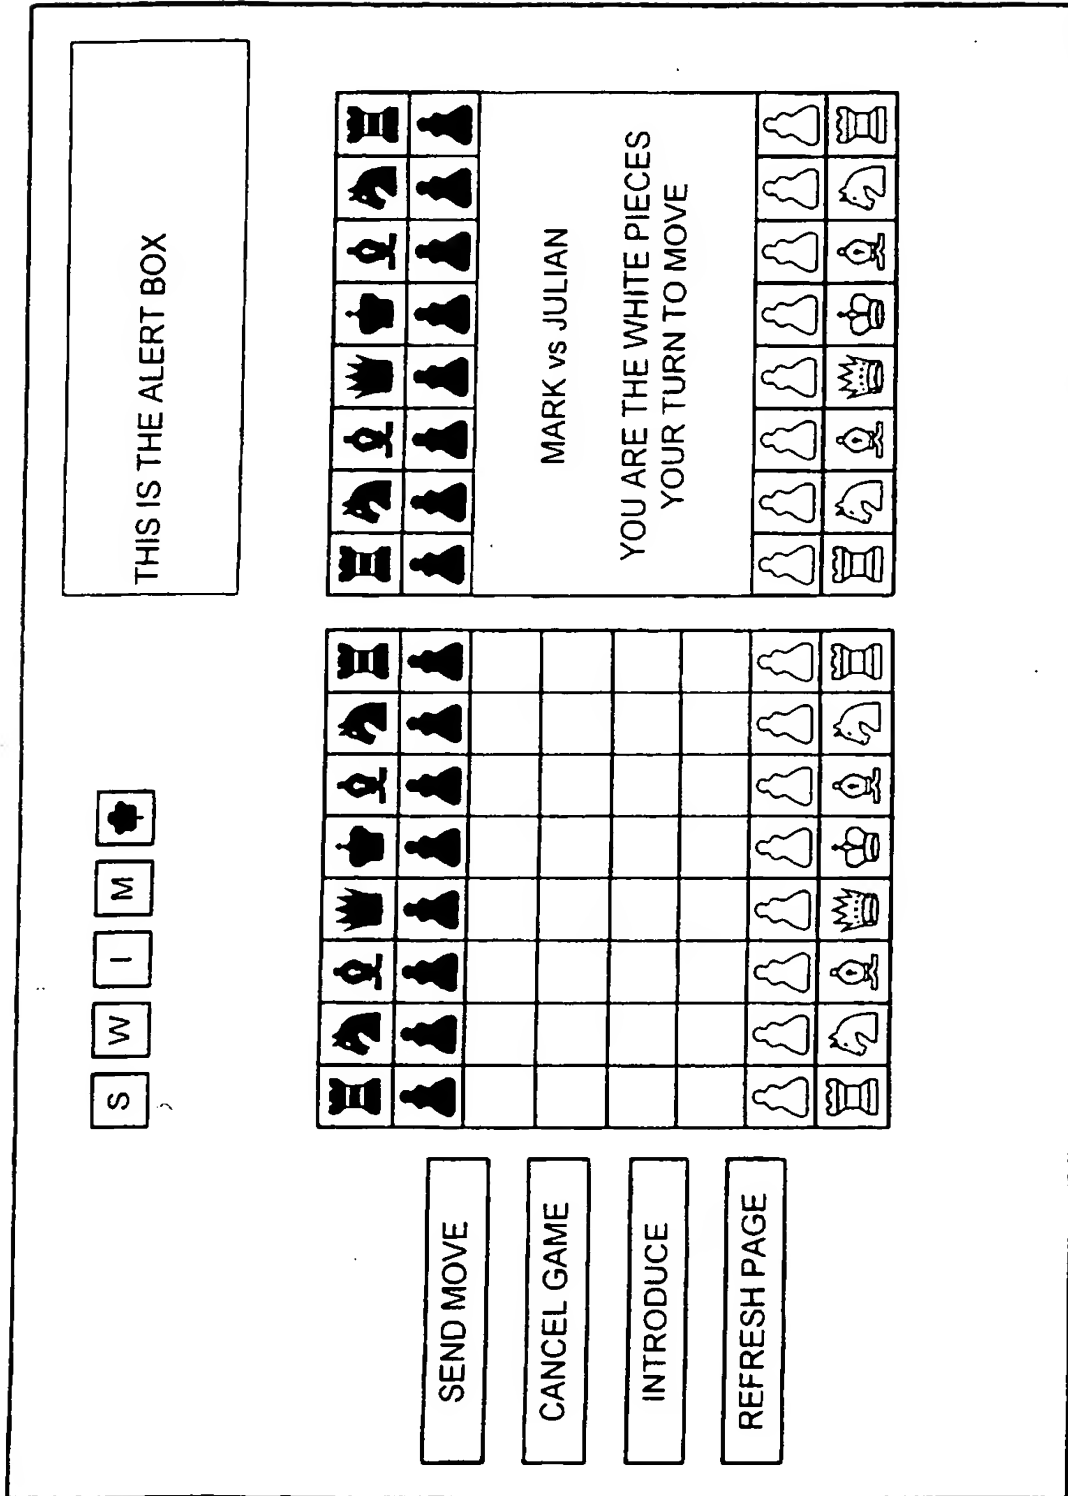 S W I M
THIS IS THE ALERT BOX
SEND MOVE
CANCEL GAME
INTRODUCE
REFRESH PAGE
MARK vs JULIAN
YOU ARE THE WHITE PIECES
YOUR TURN TO MOVE